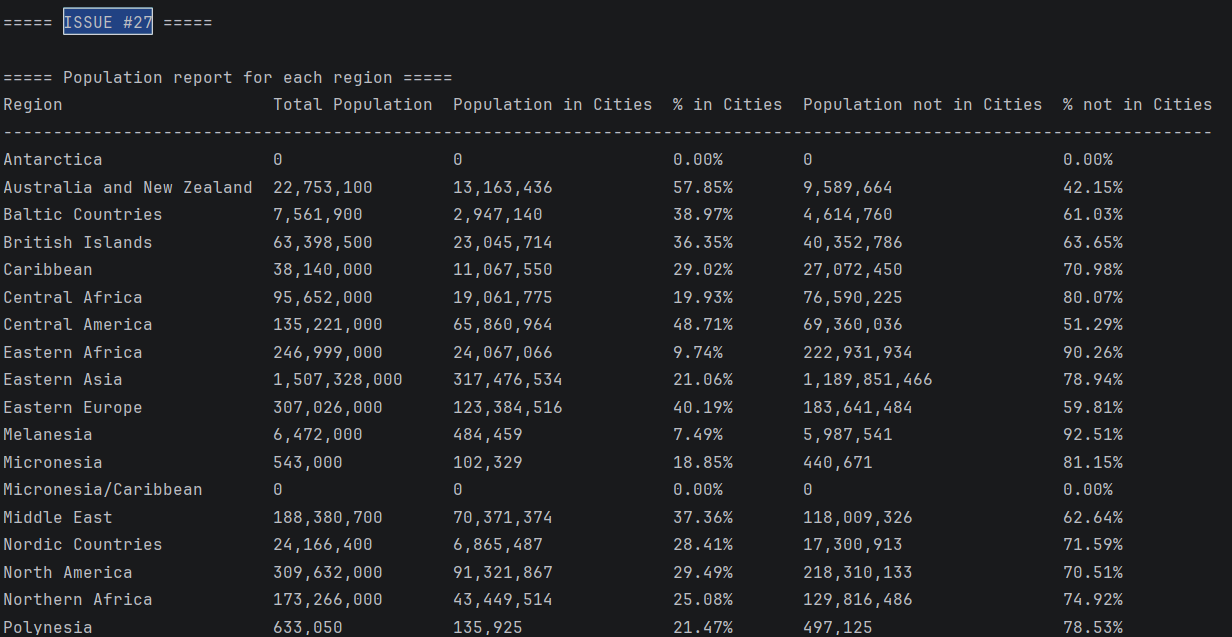 ===== ISSUE #27 =====
===== Population report for each region =====
Region Total Population Population in Cities % in Cities Population not in Cities % not in Cities
-------------------------------------------------------------------------------------------------------------------------
Antarctica 0 0 0.00% 0 0.00%
Australia and New Zealand 22,753,100 13,163,436 57.85% 9,589,664 42.15%
Baltic Countries 7,561,900 2,947,140 38.97% 4,614,760 61.03%
British Islands 63,398,500 23,045,714 36.35% 40,352,786 63.65%
Caribbean 38,140,000 11,067,550 29.02% 27,072,450 70.98%
Central Africa 95,652,000 19,061,775 19.93% 76,590,225 80.07%
Central America 135,221,000 65,860,964 48.71% 69,360,036 51.29%
Eastern Africa 246,999,000 24,067,066 9.74% 222,931,934 90.26%
Eastern Asia 1,507,328,000 317,476,534 21.06% 1,189,851,466 78.94%
Eastern Europe 307,026,000 123,384,516 40.19% 183,641,484 59.81%
Melanesia 6,472,000 484,459 7.49% 5,987,541 92.51%
Micronesia 543,000 102,329 18.85% 440,671 81.15%
Micronesia/Caribbean 0 0 0.00% 0 0.00%
Middle East 188,380,700 70,371,374 37.36% 118,009,326 62.64%
Nordic Countries 24,166,400 6,865,487 28.41% 17,300,913 71.59%
North America 309,632,000 91,321,867 29.49% 218,310,133 70.51%
Northern Africa 173,266,000 43,449,514 25.08% 129,816,486 74.92%
Polynesia 633,050 135,925 21.47% 497,125 78.53%